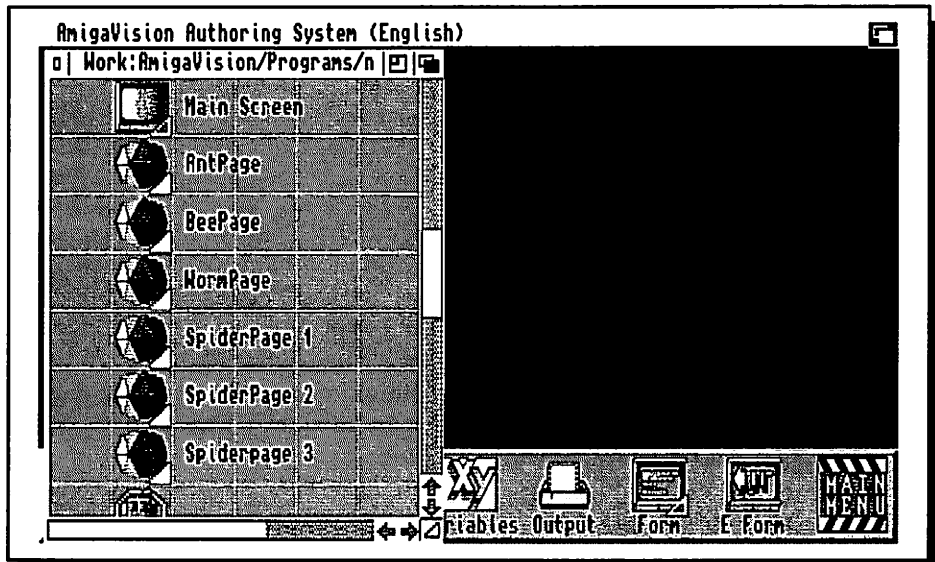 AmigaVision Authoring System (English)
Work:AmigaVision/Programs/n
Main Screen
AntPage
BeePage
WormPage
SpiderPage 1
SpiderPage 2
Spiderpage 3
Xy
riables Output Form E Form
MAIN
MENU